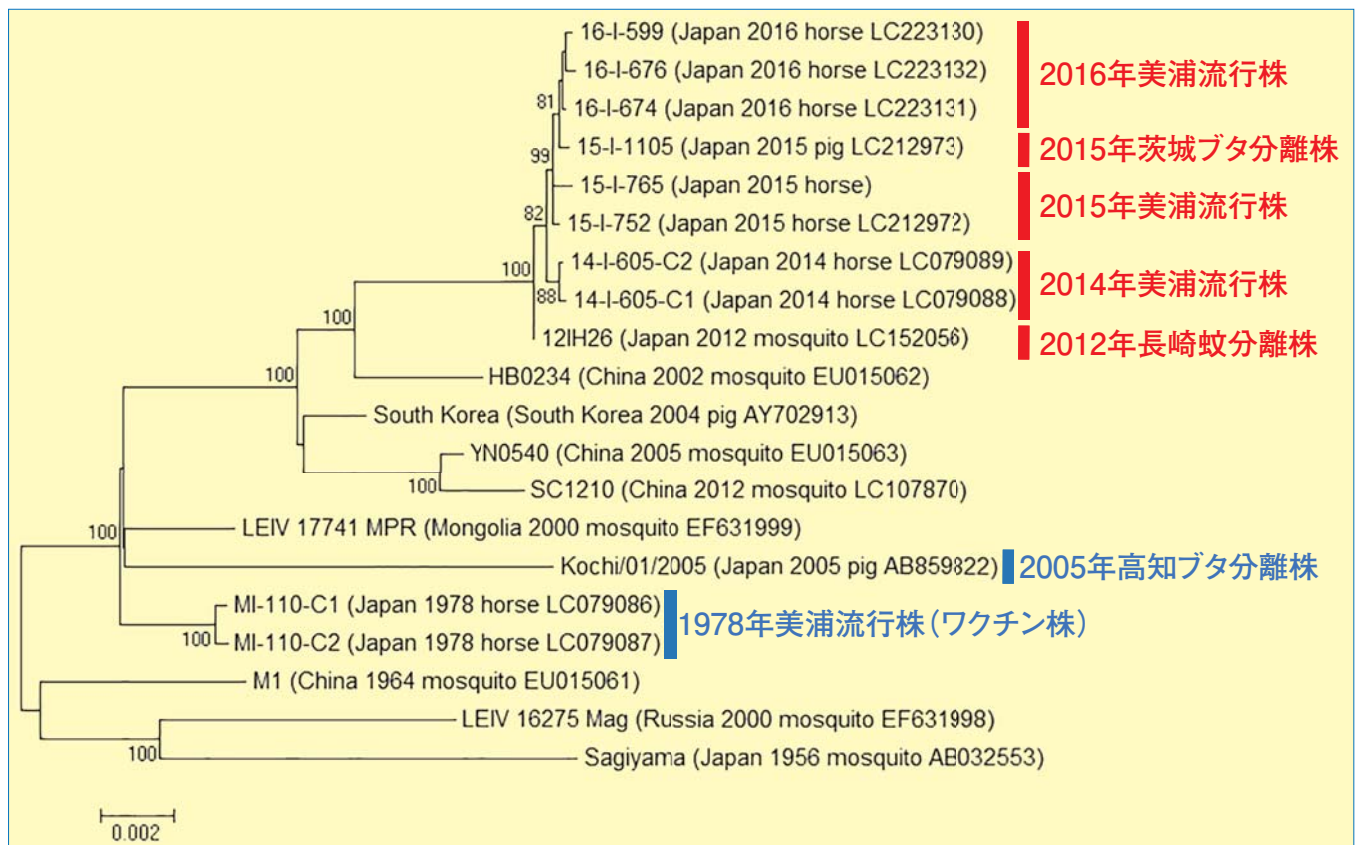 16-I-599 (Japan 2016 horse LC223130)
16-I-676 (Japan 2016 horse LC223132)
2016年美浦流行株
81
16-I-674 (Japan 2016 horse LC223131)
15-I-1105 (Japan 2015 pig LC212973)
2015年茨城ブタ分離株
99
15-I-765 (Japan 2015 horse)
2015年美浦流行株
82
15-I-752 (Japan 2015 horse LC212972)
14-I-605-C2 (Japan 2014 horse LC079089)
100
2014年美浦流行株
88
14-I-605-C1 (Japan 2014 horse LC079088)
100
12IH26 (Japan 2012 mosquito LC152056)
2012年長崎蚊分離株
100
HB0234 (China 2002 mosquito EU015062)
South Korea (South Korea 2004 pig AY702913)
YN0540 (China 2005 mosquito EU015063)
100
SC1210 (China 2012 mosquito LC107870)
100
LEIV 17741 MPR (Mongolia 2000 mosquito EF631999)
Kochi/01/2005 (Japan 2005 pig AB859822)
2005年高知ブタ分離株
MI-110-C1 (Japan 1978 horse LC079086)
1978年美浦流行株(ワクチン株)
100
MI-110-C2 (Japan 1978 horse LC079087)
M1 (China 1964 mosquito EU015061)
LEIV 16275 Mag (Russia 2000 mosquito EF631998)
100
Sagiyama (Japan 1956 mosquito AB032553)
0.002